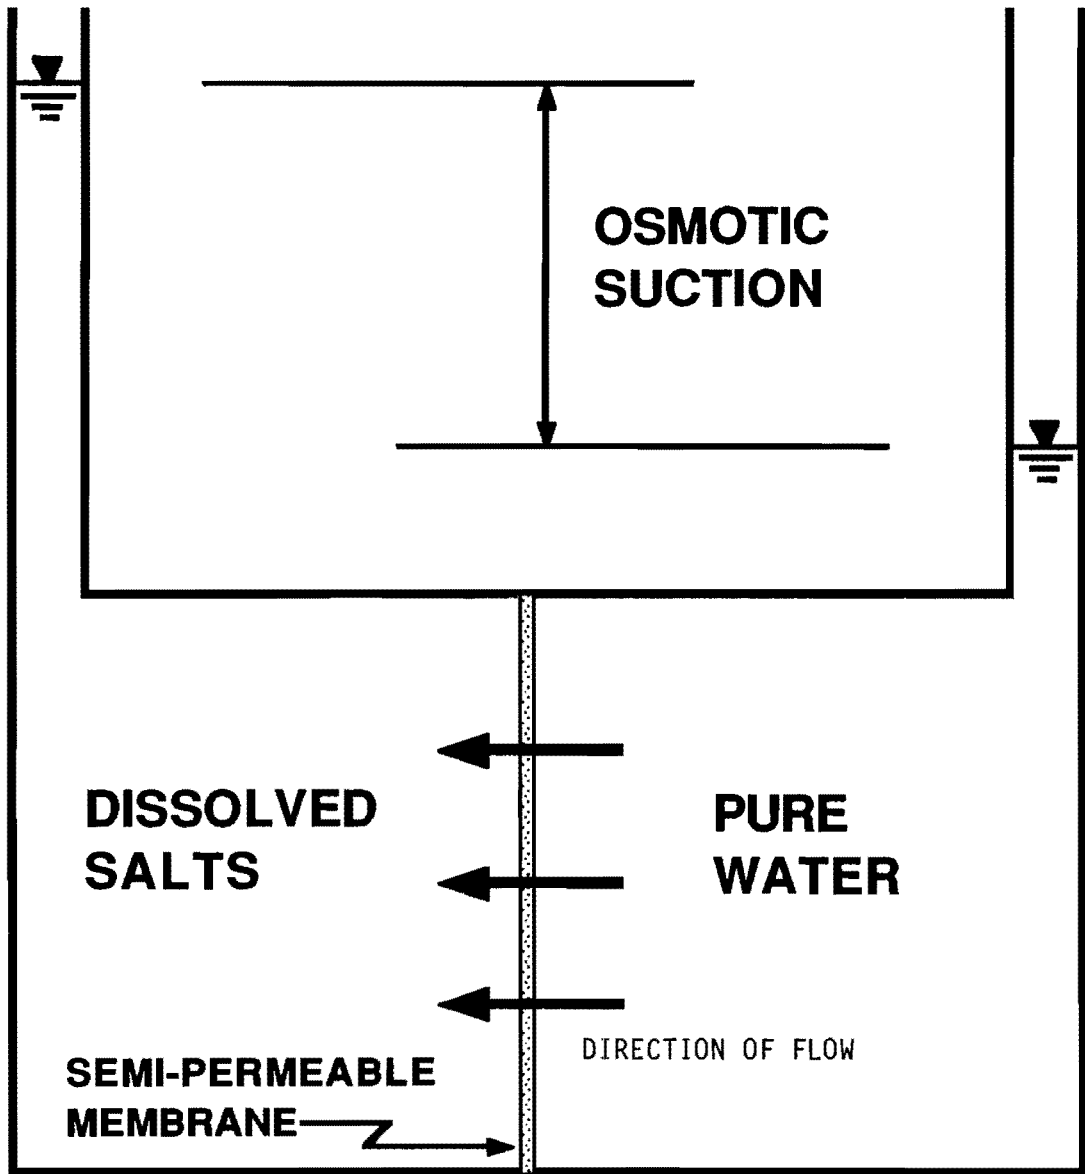 OSMOTIC
SUCTION
DISSOLVED
SALTS
PURE
WATER
DIRECTION OF FLOW
SEMI-PERMEABLE
MEMBRANE